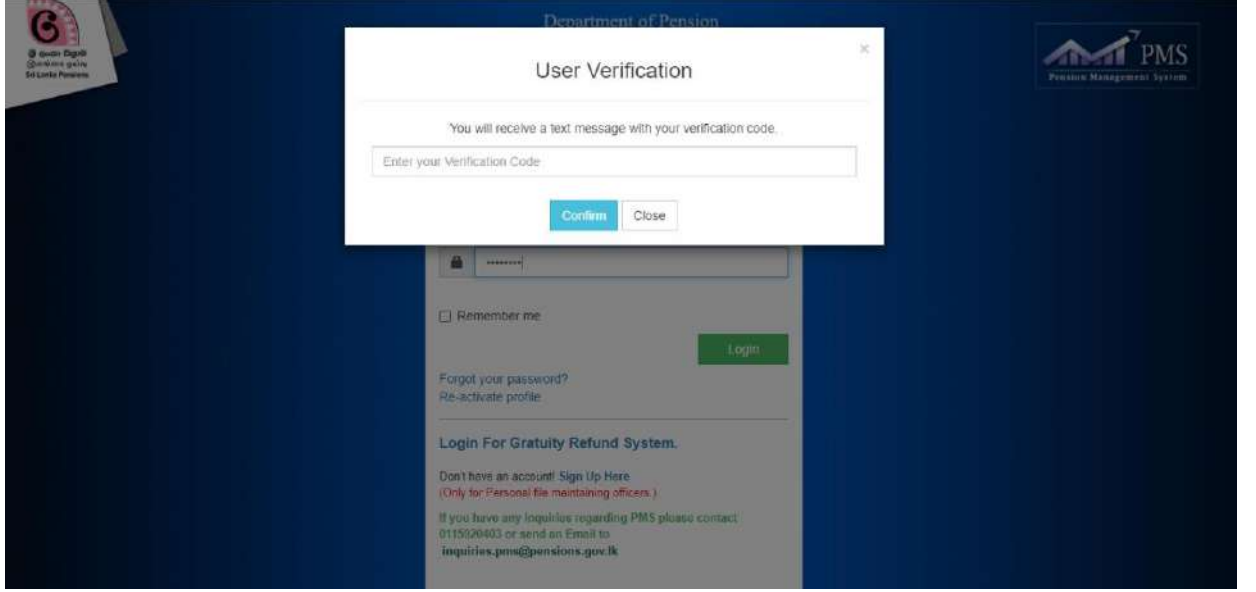 Department of Pension
Sri Lanka Pensions
PMS
Pension Management System
×
User Verification
You will receive a text message with your verification code.
Enter your Verification Code
Confirm
Close
Remember me
Login
Forgot your password?
Re-activate profile
Login For Gratuity Refund System.
Don't have an account! Sign Up Here
(Only for Personal file maintaining officers.)
If you have any inquiries regarding PMS please contact
0115920403 or send an Email to
inquiries.pms@pensions.gov.lk